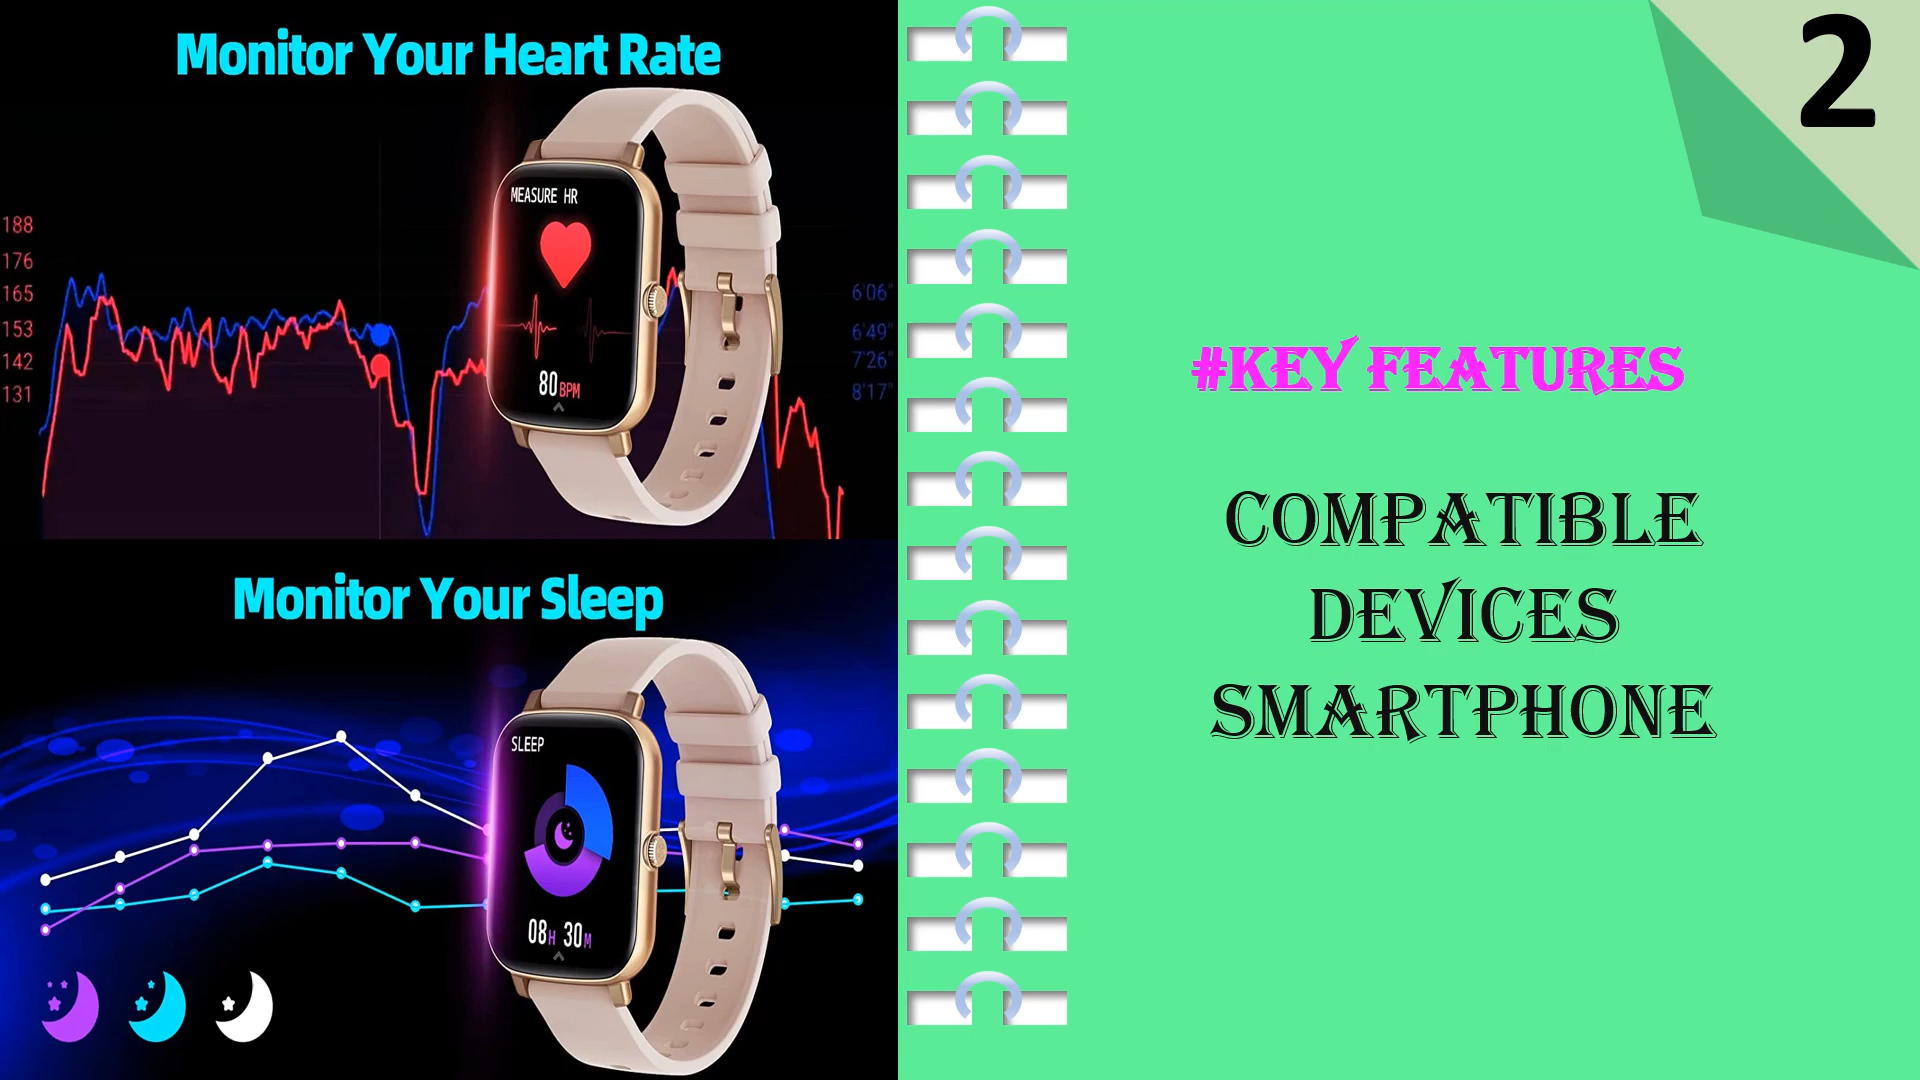 Monitor Your Heart Rate
MEASURE HR
188
176
165
153
142
131
6'06"
6'49"
7'26"
8'17"
80 BPM
Monitor Your Sleep
SLEEP
08H 30M
2
#KEY FEATURES
COMPATIBLE
DEVICES
SMARTPHONE